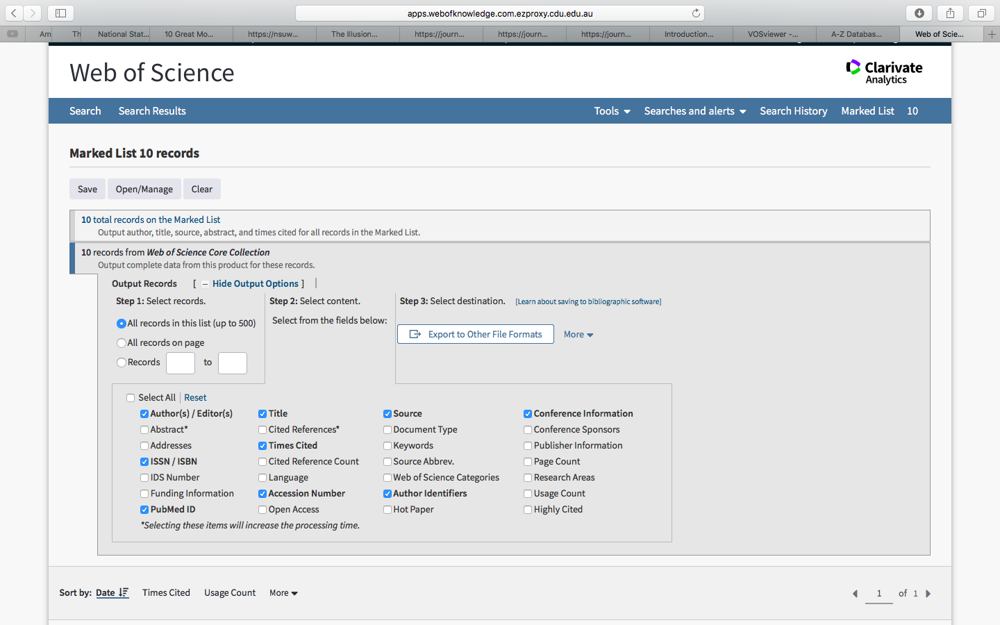 apps.webofknowledge.com.ezproxy.cdu.edu.au
Am
Th
National Stat...
10 Great Mo...
https://nsuw...
The Illusion...
https://journ...
https://journ...
https://journ...
Introduction...
VOSviewer -...
A-Z Databas...
Web of Scie...
Web of Science
Clarivate
Analytics
Search Search Results Tools Searches and alerts Search History Marked List 10
Marked List 10 records
Save Open/Manage Clear
10 total records on the Marked List
Output author, title, source, abstract, and times cited for all records in the Marked List.
10 records from Web of Science Core Collection
Output complete data from this product for these records.
Output Records [ – Hide Output Options ] |
Step 1: Select records.
All records in this list (up to 500)
All records on page
Records to
Step 2: Select content.
Select from the fields below:
Step 3: Select destination. [Learn about saving to bibliographic software]
Export to Other File Formats More
Select All | Reset
Author(s) / Editor(s) Title Source Conference Information
Abstract* Cited References* Document Type Conference Sponsors
Addresses Times Cited Keywords Publisher Information
ISSN / ISBN Cited Reference Count Source Abbrev. Page Count
IDS Number Language Web of Science Categories Research Areas
Funding Information Accession Number Author Identifiers Usage Count
PubMed ID Open Access Hot Paper Highly Cited
*Selecting these items will increase the processing time.
Sort by: Date Times Cited Usage Count More 1 of 1